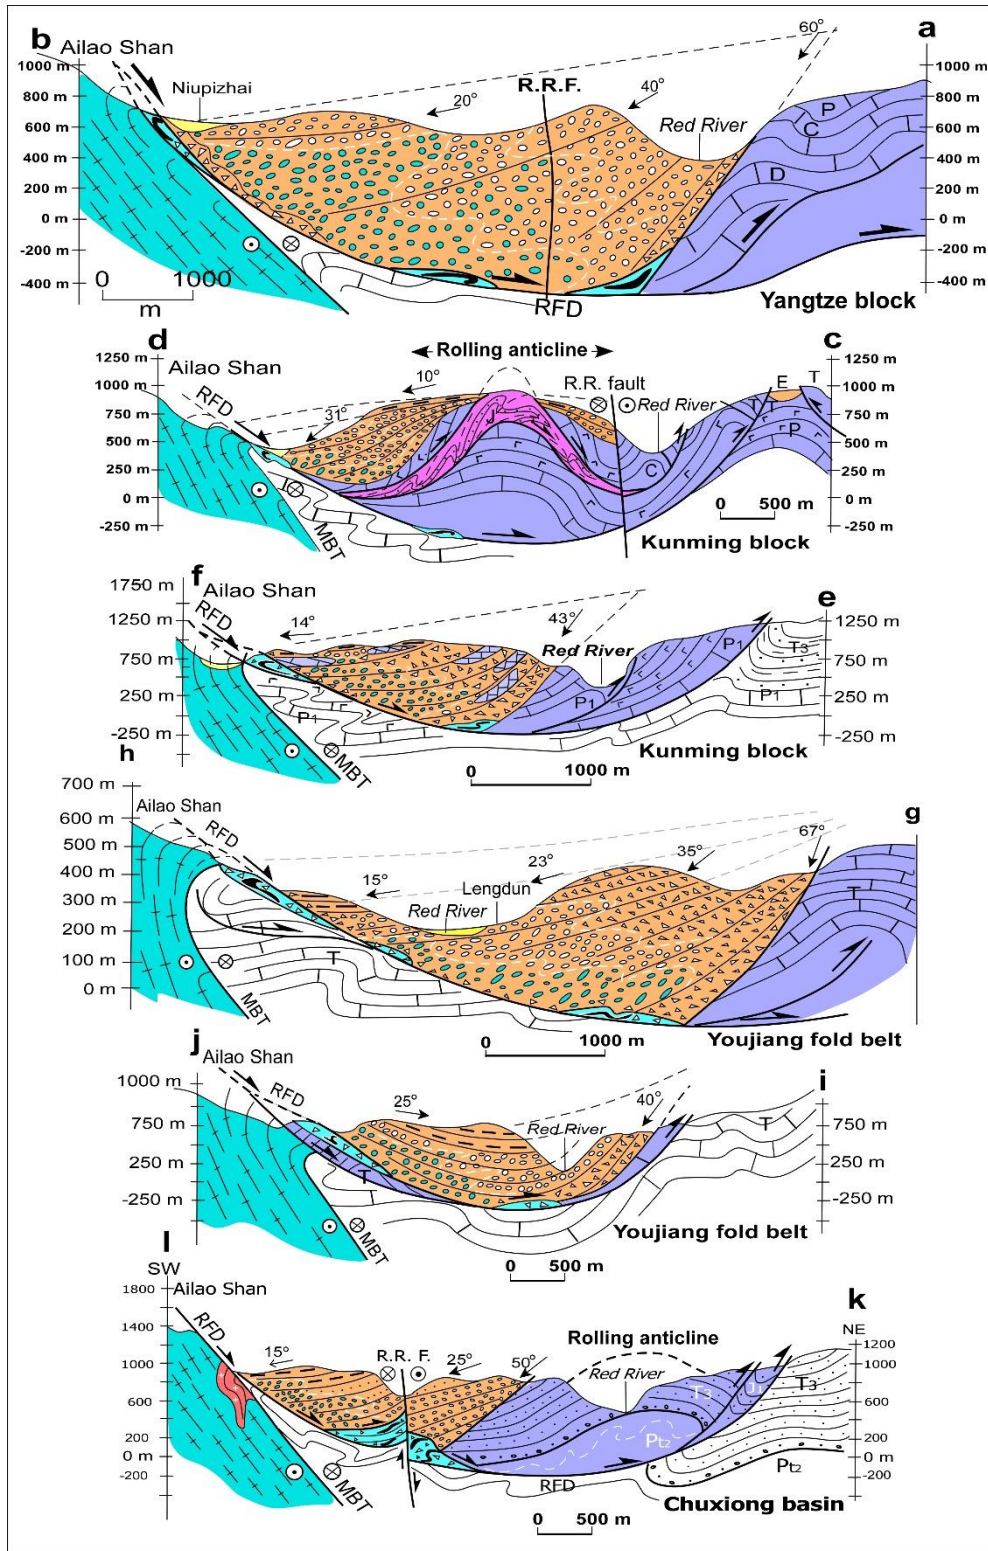 b
a
Ailao Shan
60°
1000 m
800 m
600 m
400 m
200 m
0 m
-200 m
-400 m
Niupizhai
20°
R.R.F.
40°
Red River
P
C
D
1000 m
800 m
600 m
400 m
200 m
0 m
-200 m
-400 m
0 1000
m
RFD
Yangtze block
d
c
Rolling anticline
1250 m
1000 m
750 m
500 m
250 m
0 m
-250 m
Ailao Shan
RFD
31°
10°
R.R. fault
Red River
J
T
E
T
T
P
C
T
MBT
1250 m
1000 m
750 m
500 m
250 m
0 m
-250 m
0 500 m
Kunming block
f
e
1750 m
1250 m
750 m
250 m
-250 m
Ailao Shan
RFD
14°
43°
Red River
P1
T3
P1
P1
P1
1250 m
750 m
250 m
-250 m
MBT
Kunming block
0 1000 m
h
g
700 m
600 m
500 m
400 m
300 m
200 m
100 m
0 m
Ailao Shan
RFD
15°
23°
35°
67°
Lengdun
Red River
T
T
MBT
0 1000 m
Youjiang fold belt
j
i
Ailao Shan
1000 m
750 m
250 m
-250 m
RFD
25°
40°
Red River
T
T
T
750 m
250 m
-250 m
MBT
Youjiang fold belt
0 500 m
l
k
SW
NE
1800
1400
1000
600
200
0 m
-200
Ailao Shan
RFD
15°
R.R. F.
25°
50°
Rolling anticline
Red River
T3
J1
T3
Pt2
Pt2
1200
1000
800
600
400
200
0 m
-200
MBT
RFD
Chuxiong basin
0 500 m